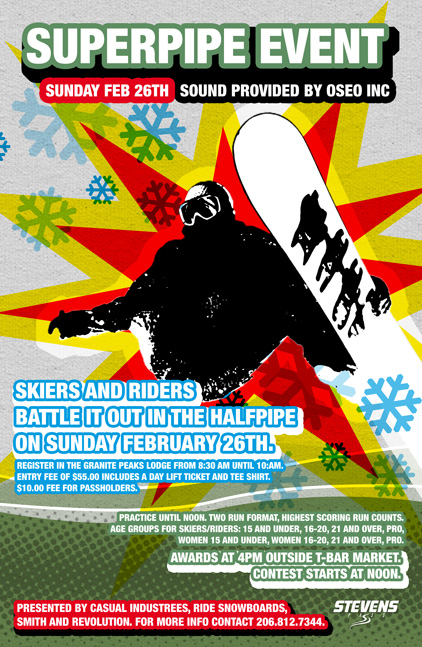 SUPERPIPE EVENT
SUNDAY FEB 26TH SOUND PROVIDED BY OSEO INC
SKIERS AND RIDERS
BATTLE IT OUT IN THE HALFPIPE
ON SUNDAY FEBRUARY 26TH.
REGISTER IN THE GRANITE PEAKS LODGE FROM 8:30 AM UNTIL 10:AM.
ENTRY FEE OF $55.00 INCLUDES A DAY LIFT TICKET AND TEE SHIRT.
$10.00 FEE FOR PASSHOLDERS.
PRACTICE UNTIL NOON. TWO RUN FORMAT, HIGHEST SCORING RUN COUNTS.
AGE GROUPS FOR SKIERS/RIDERS: 15 AND UNDER, 16-20, 21 AND OVER, PRO,
WOMEN 15 AND UNDER, WOMEN 16-20, 21 AND OVER, PRO.
AWARDS AT 4PM OUTSIDE T-BAR MARKET.
CONTEST STARTS AT NOON.
PRESENTED BY CASUAL INDUSTREES, RIDE SNOWBOARDS,
SMITH AND REVOLUTION. FOR MORE INFO CONTACT 206.812.7344.
STEVENS